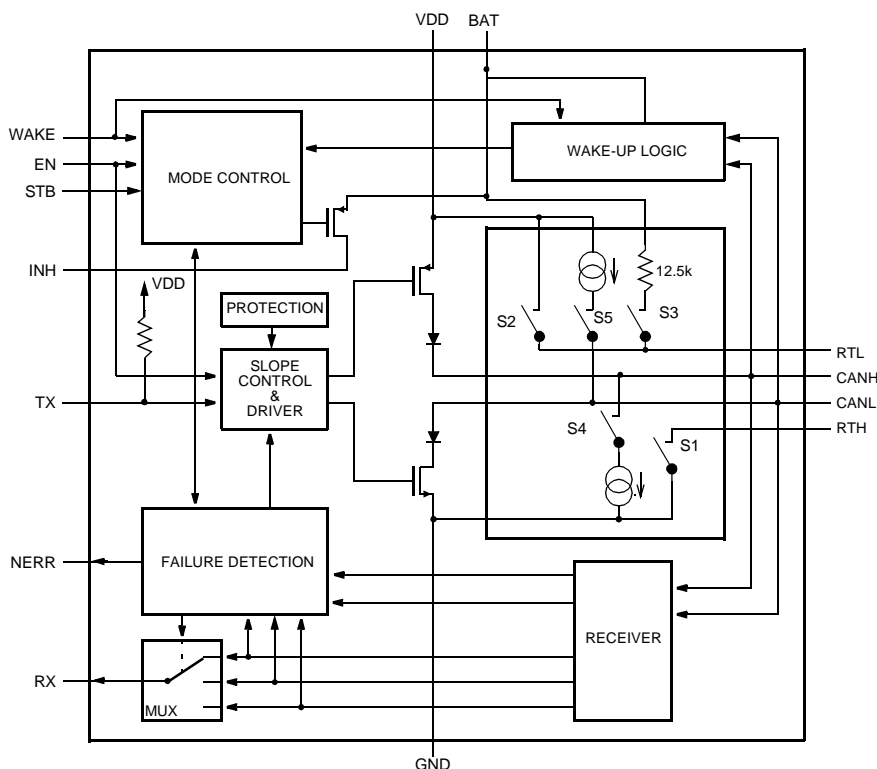 VDD BAT
WAKE
EN
STB
MODE CONTROL
WAKE-UP LOGIC
INH
VDD
12.5k
PROTECTION
S2
S5
S3
SLOPE
CONTROL
&
DRIVER
TX
RTL
CANH
CANL
RTH
S4
S1
NERR
FAILURE DETECTION
RECEIVER
RX
MUX
GND